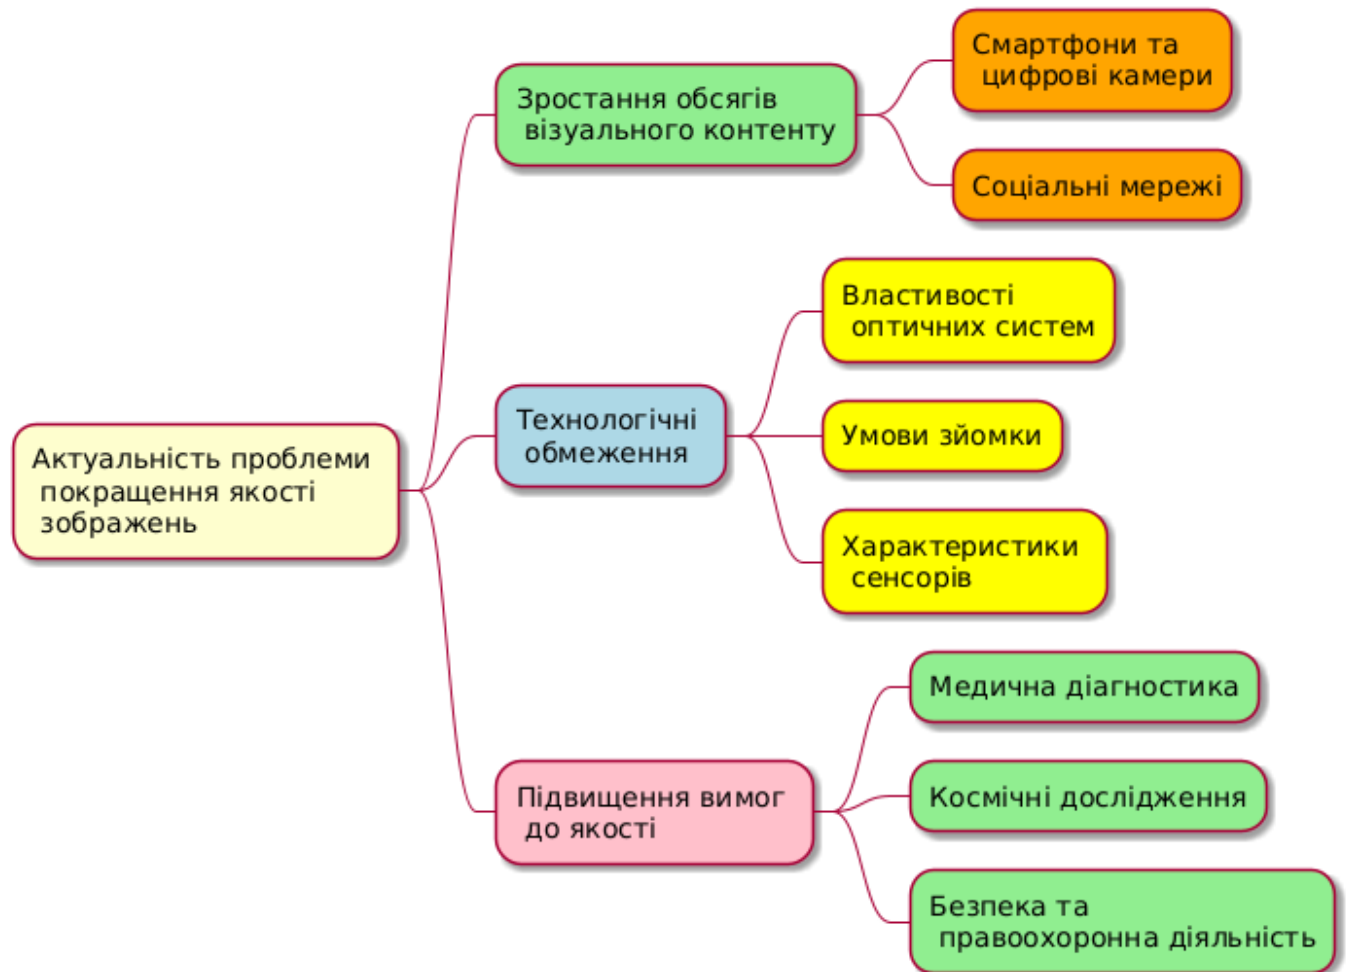 Актуальність проблеми
покращення якості
зображень
Зростання обсягів
візуального контенту
Смартфони та
цифрові камери
Соціальні мережі
Технологічні
обмеження
Властивості
оптичних систем
Умови зйомки
Характеристики
сенсорів
Підвищення вимог
до якості
Медична діагностика
Космічні дослідження
Безпека та
правоохоронна діяльність